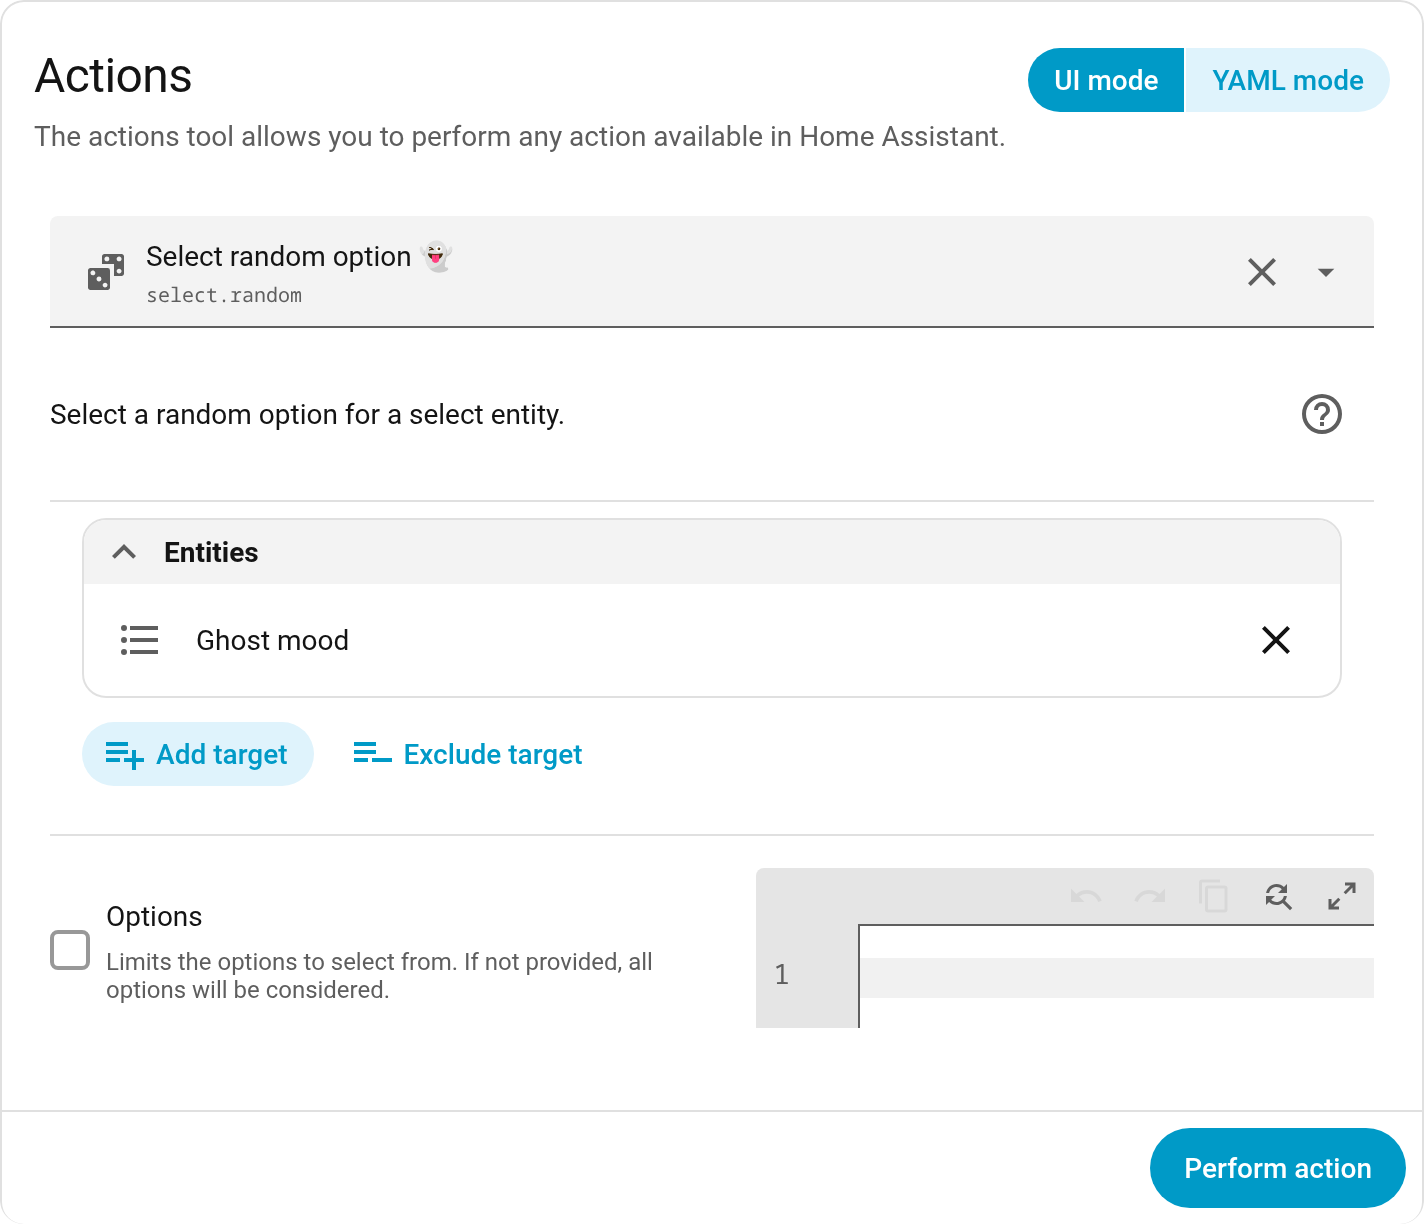 Actions
UI mode
YAML mode
The actions tool allows you to perform any action available in Home Assistant.
Select random option 👻
select.random
Select a random option for a select entity.
Entities
Ghost mood
Add target
Exclude target
Options
Limits the options to select from. If not provided, all
options will be considered.
1
Perform action